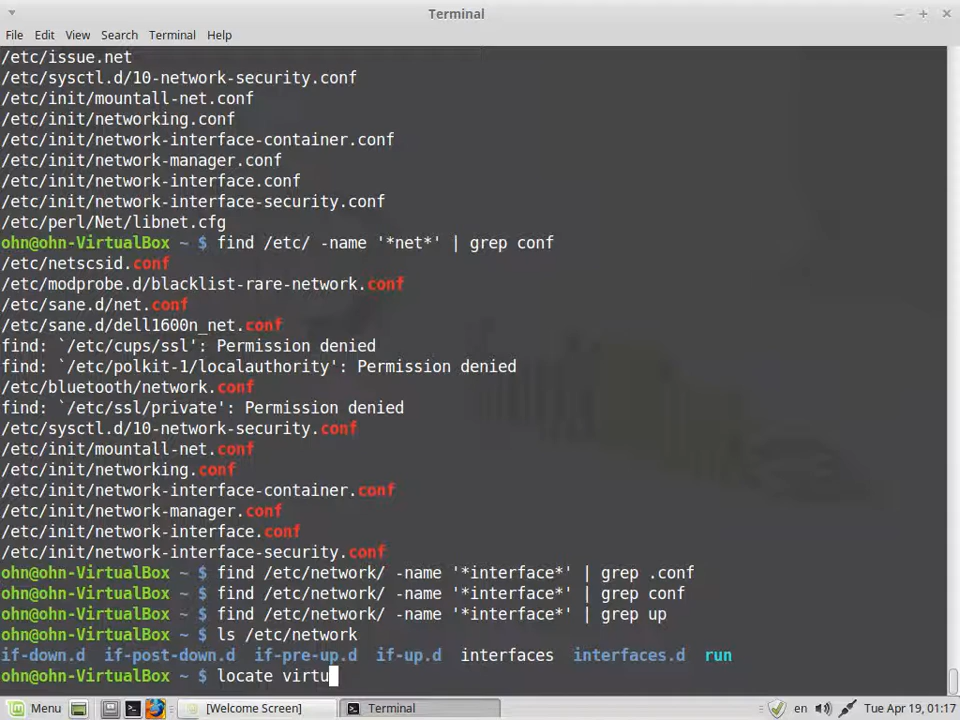 Terminal
File Edit View Search Terminal Help
/etc/issue.net
/etc/sysctl.d/10-network-security.conf
/etc/init/mountall-net.conf
/etc/init/networking.conf
/etc/init/network-interface-container.conf
/etc/init/network-manager.conf
/etc/init/network-interface.conf
/etc/init/network-interface-security.conf
/etc/perl/Net/libnet.cfg
ohn@ohn-VirtualBox ~ $ find /etc/ -name '*net*' | grep conf
/etc/netscsid.conf
/etc/modprobe.d/blacklist-rare-network.conf
/etc/sane.d/net.conf
/etc/sane.d/dell1600n_net.conf
find: `/etc/cups/ssl': Permission denied
find: `/etc/polkit-1/localauthority': Permission denied
/etc/bluetooth/network.conf
find: `/etc/ssl/private': Permission denied
/etc/sysctl.d/10-network-security.conf
/etc/init/mountall-net.conf
/etc/init/networking.conf
/etc/init/network-interface-container.conf
/etc/init/network-manager.conf
/etc/init/network-interface.conf
/etc/init/network-interface-security.conf
ohn@ohn-VirtualBox ~ $ find /etc/network/ -name '*interface*' | grep .conf
ohn@ohn-VirtualBox ~ $ find /etc/network/ -name '*interface*' | grep conf
ohn@ohn-VirtualBox ~ $ find /etc/network/ -name '*interface*' | grep up
ohn@ohn-VirtualBox ~ $ ls /etc/network
if-down.d if-post-down.d if-pre-up.d if-up.d interfaces interfaces.d run
ohn@ohn-VirtualBox ~ $ locate virtu
Menu [Welcome Screen] Terminal en Tue Apr 19, 01:17